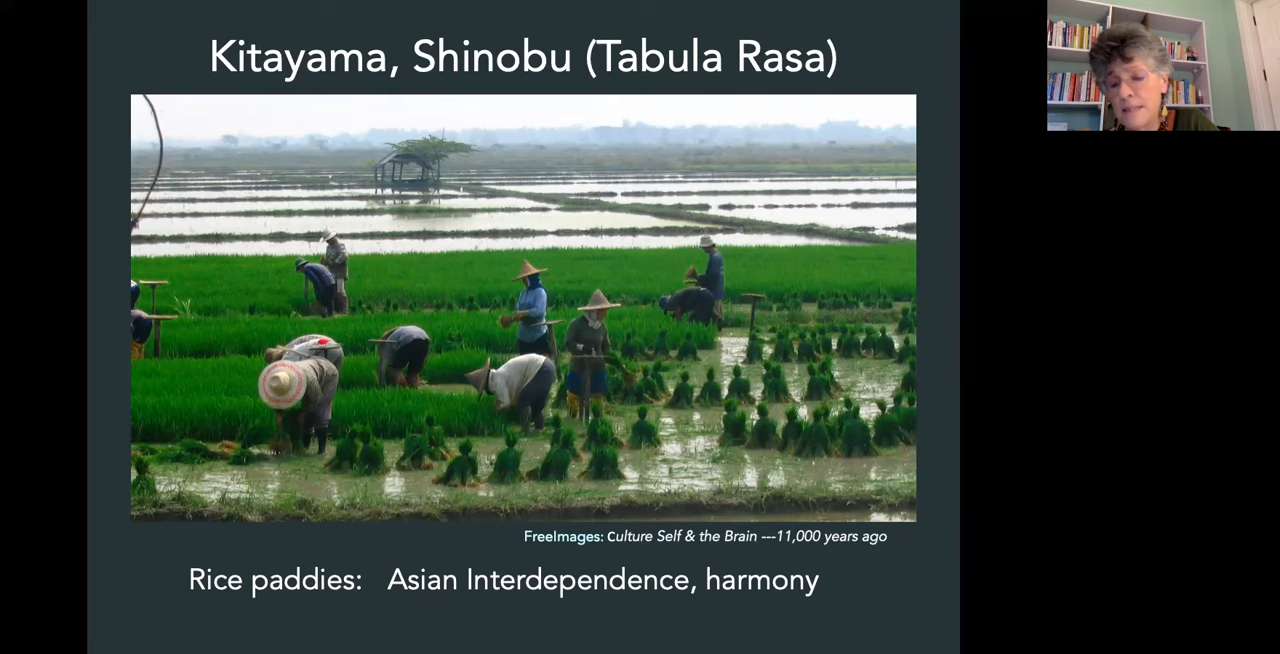 Kitayama, Shinobu (Tabula Rasa)
FreeImages: Culture Self & the Brain ---11,000 years ago
Rice paddies: Asian Interdependence, harmony